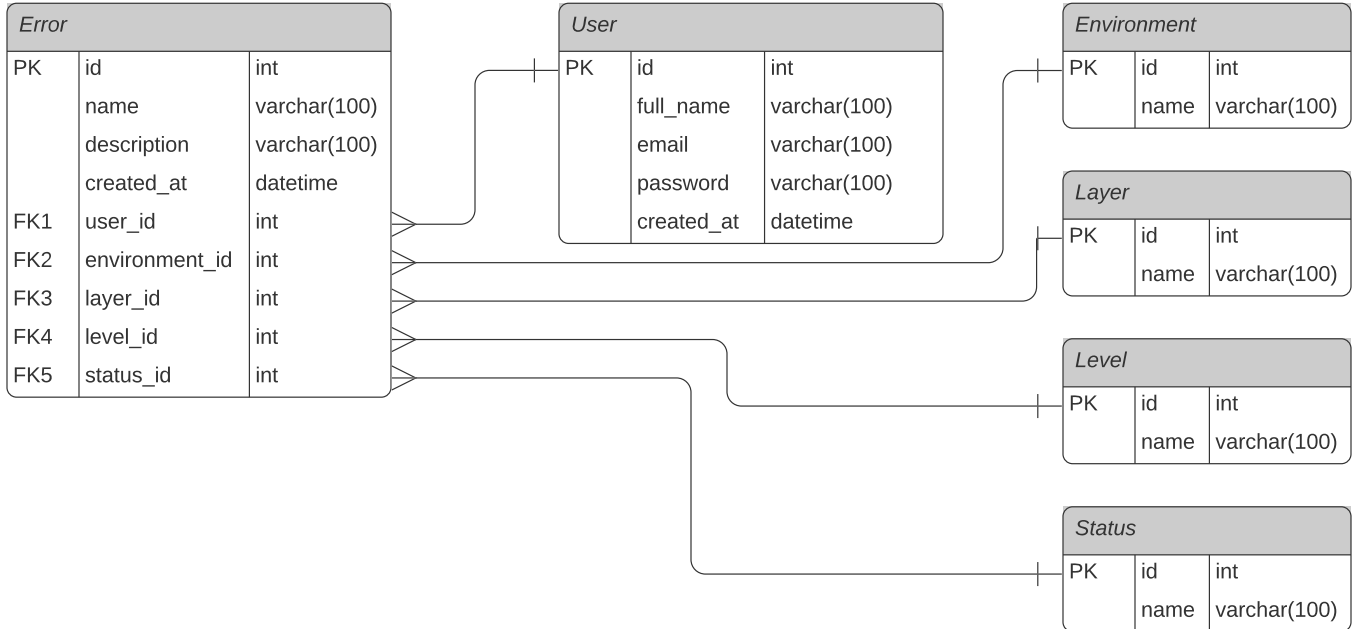 Error
PK id int
name varchar(100)
description varchar(100)
created_at datetime
FK1 user_id int
FK2 environment_id int
FK3 layer_id int
FK4 level_id int
FK5 status_id int
User
PK id int
full_name varchar(100)
email varchar(100)
password varchar(100)
created_at datetime
Environment
PK id int
name varchar(100)
Layer
PK id int
name varchar(100)
Level
PK id int
name varchar(100)
Status
PK id int
name varchar(100)